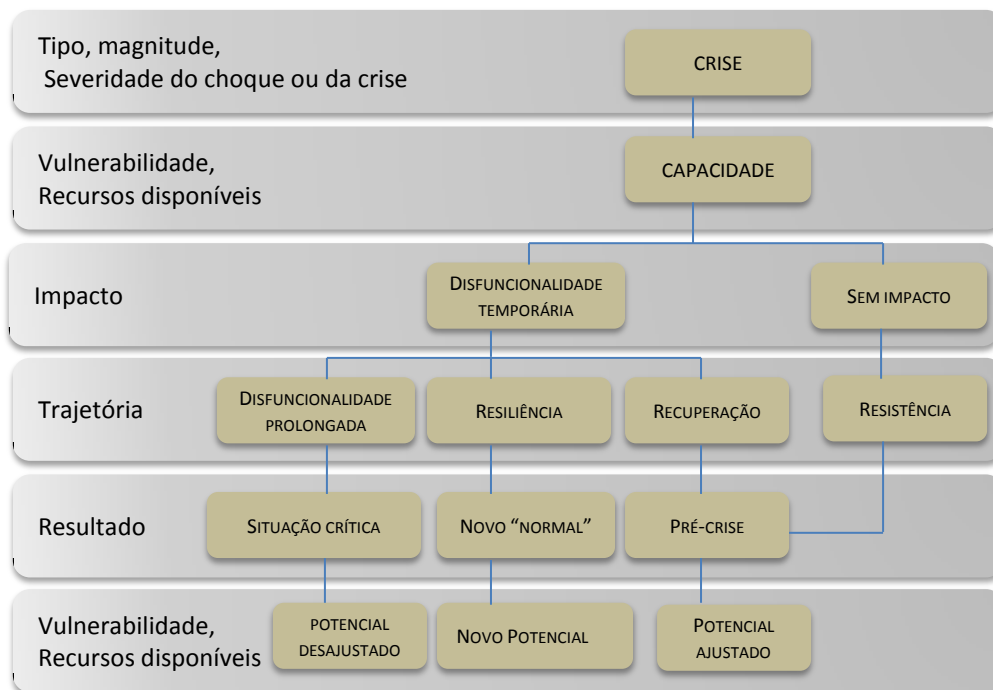 Tipo, magnitude,
Severidade do choque ou da crise
CRISE
Vulnerabilidade,
Recursos disponíveis
CAPACIDADE
Impacto
DISFUNCIONALIDADE
TEMPORÁRIA
SEM IMPACTO
Trajetória
DISFUNCIONALIDADE
PROLONGADA
RESILIÊNCIA
RECUPERAÇÃO
RESISTÊNCIA
Resultado
SITUAÇÃO CRÍTICA
NOVO “NORMAL”
PRÉ-CRISE
Vulnerabilidade,
Recursos disponíveis
POTENCIAL
DESAJUSTADO
NOVO POTENCIAL
POTENCIAL
AJUSTADO